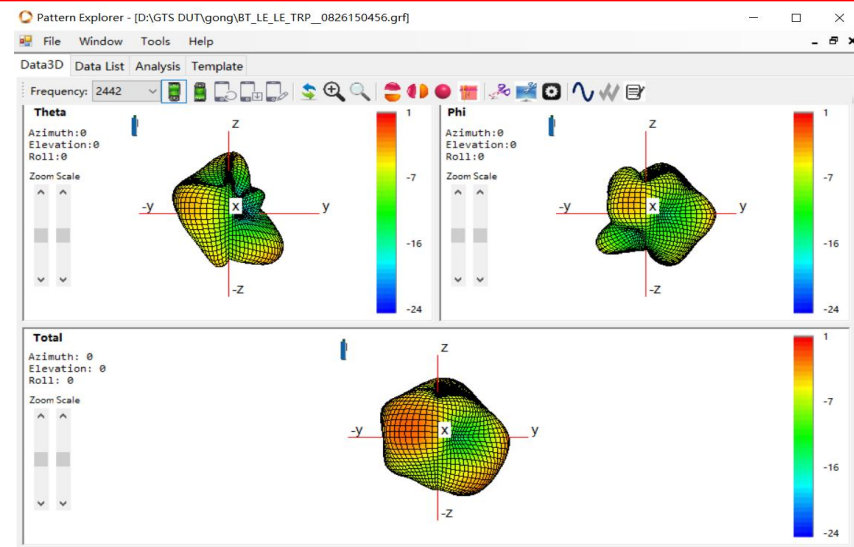 Pattern Explorer - [D:\GTS DUT\gong\BT_LE_LE_TRP__0826150456.grf]
File Window Tools Help
Data3D Data List Analysis Template
Frequency: 2442
Theta
Azimuth:0
Elevation:0
Roll:0
Zoom Scale
z
-y
x
y
-z
1
-7
-16
-24
Phi
Azimuth:0
Elevation:0
Roll:0
Zoom Scale
z
-y
x
y
-z
1
-7
-16
-24
Total
Azimuth: 0
Elevation: 0
Roll: 0
Zoom Scale
z
-y
x
y
-z
1
-7
-16
-24